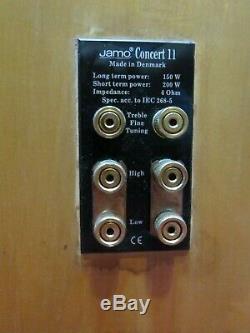 Jamo® Concert 11
Made in Denmark
Long term power: 150 W
Short term power: 200 W
Impedance: 4 Ohm
Spec. acc. to IEC 268-5
Treble
Fine
Tuning
High
Low
CE